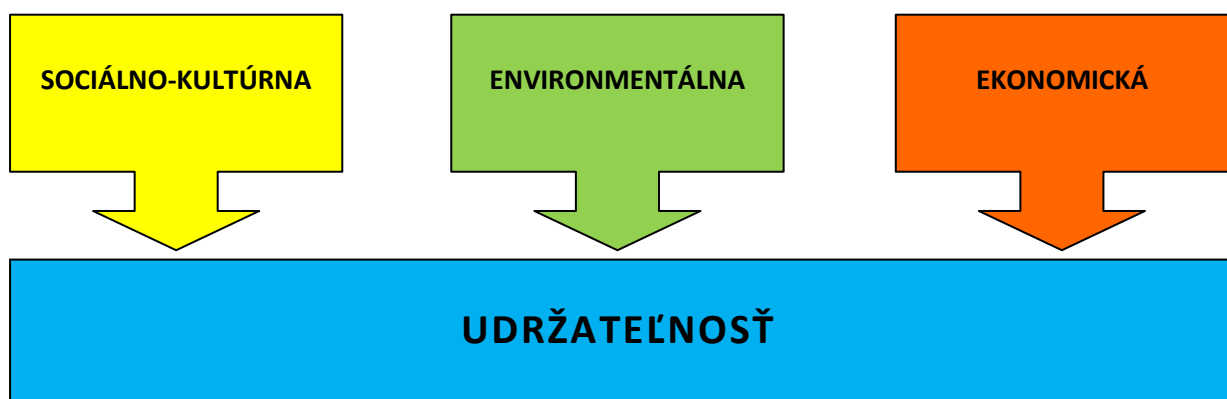 SOCIÁLNO-KULTÚRNA
ENVIRONMENTÁLNA
EKONOMICKÁ
UDRŽATEĽNOSŤ